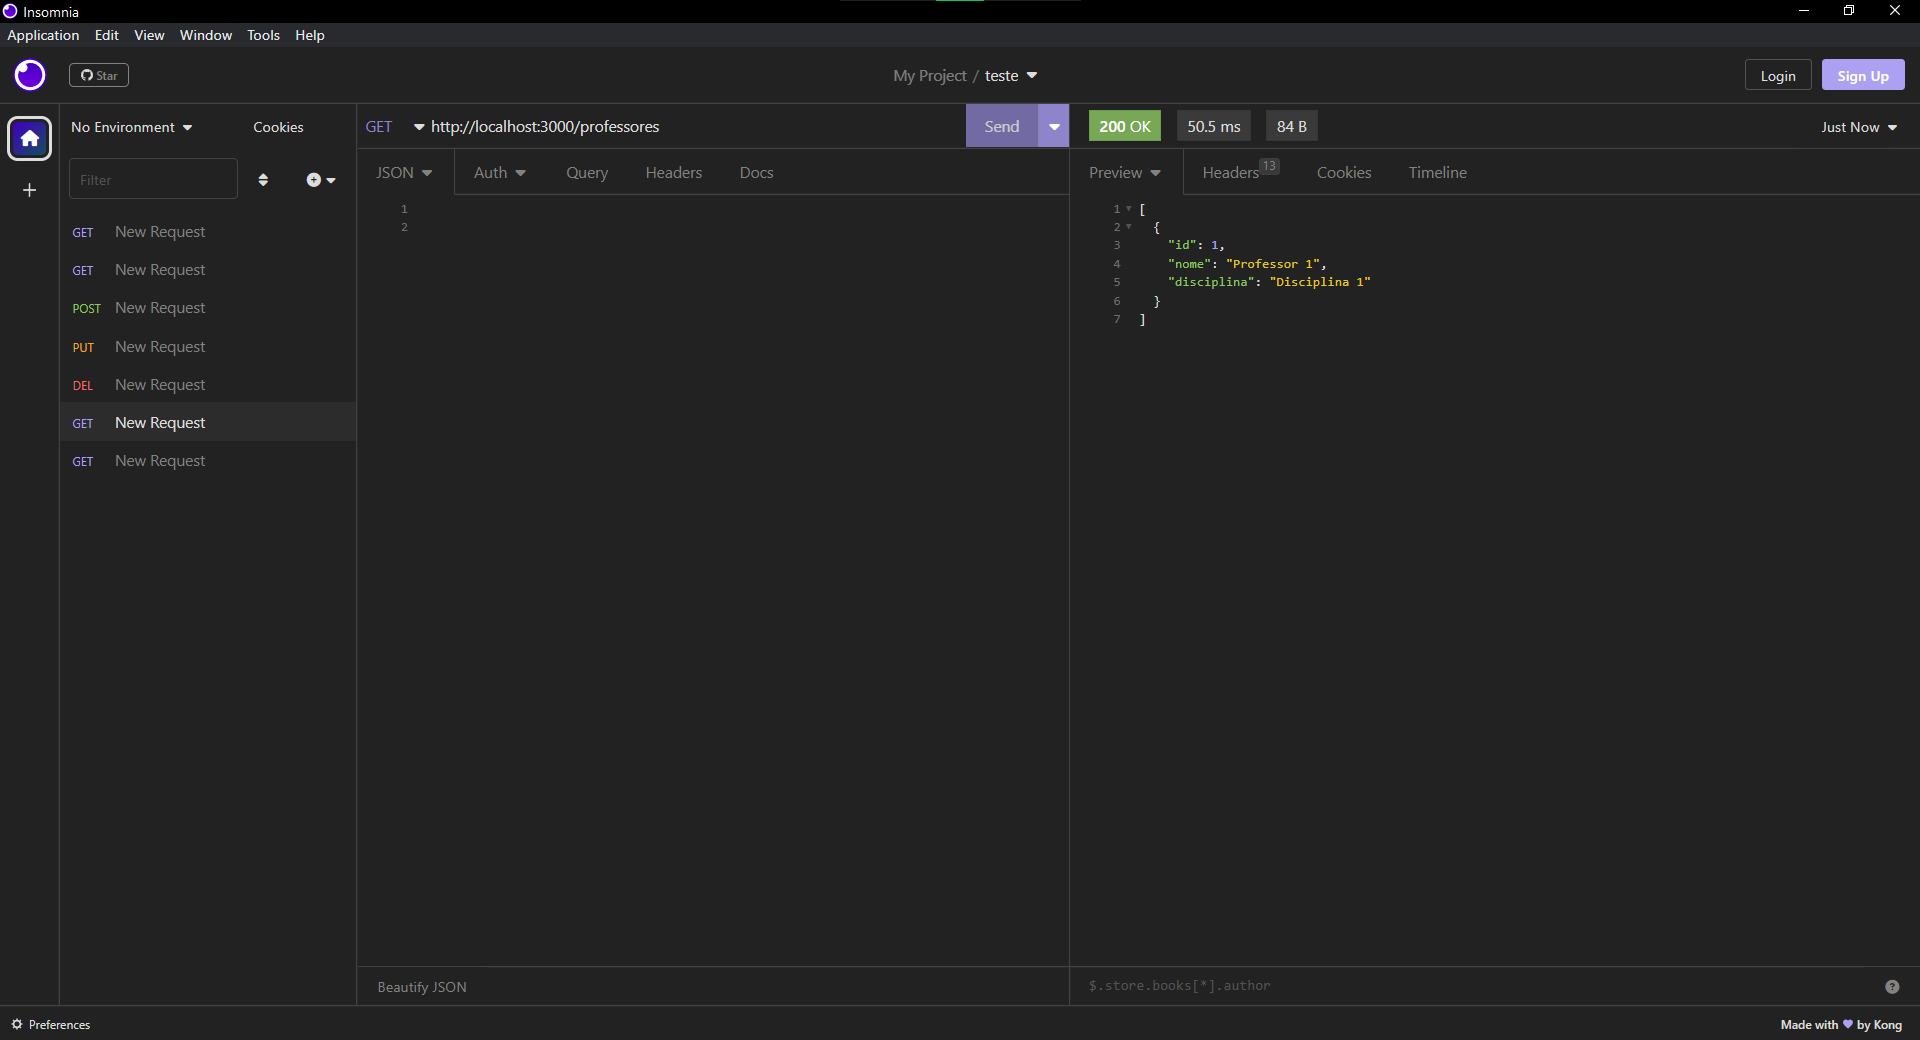 Insomnia
Application Edit View Window Tools Help
Star
My Project / teste
Login
Sign Up
No Environment
Cookies
Filter
GET New Request
GET New Request
POST New Request
PUT New Request
DEL New Request
GET New Request
GET New Request
GET http://localhost:3000/professores
Send
JSON Auth Query Headers Docs
1
2
Beautify JSON
200 OK 50.5 ms 84 B
Just Now
Preview Headers 13 Cookies Timeline
1 [
2 {
3 "id": 1,
4 "nome": "Professor 1",
5 "disciplina": "Disciplina 1"
6 }
7 ]
$.store.books[*].author
?
Preferences
Made with ♥ by Kong